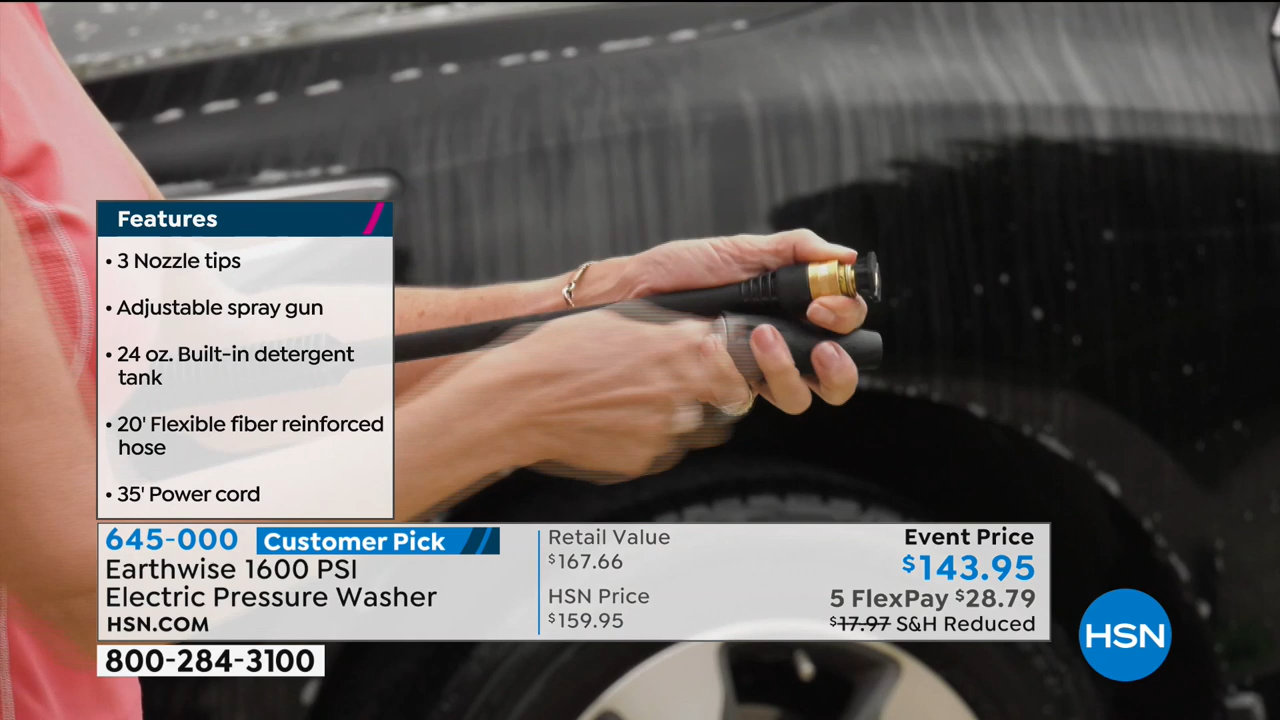 Features
• 3 Nozzle tips
• Adjustable spray gun
• 24 oz. Built-in detergent
tank
• 20' Flexible fiber reinforced
hose
• 35' Power cord
645-000 Customer Pick
Earthwise 1600 PSI
Electric Pressure Washer
HSN.COM
800-284-3100
Retail Value
$167.66
HSN Price
$159.95
Event Price
$143.95
5 FlexPay $28.79
$17.97 S&H Reduced
HSN